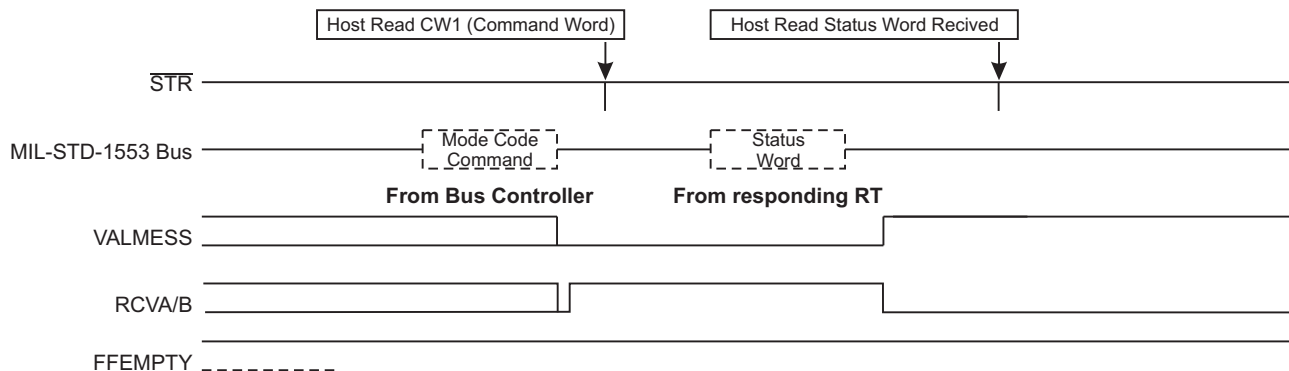 Host Read CW1 (Command Word)
Host Read Status Word Recived
STR
MIL-STD-1553 Bus
Mode Code
Command
Status
Word
From Bus Controller
From responding RT
VALMESS
RCVA/B
FFEMPTY